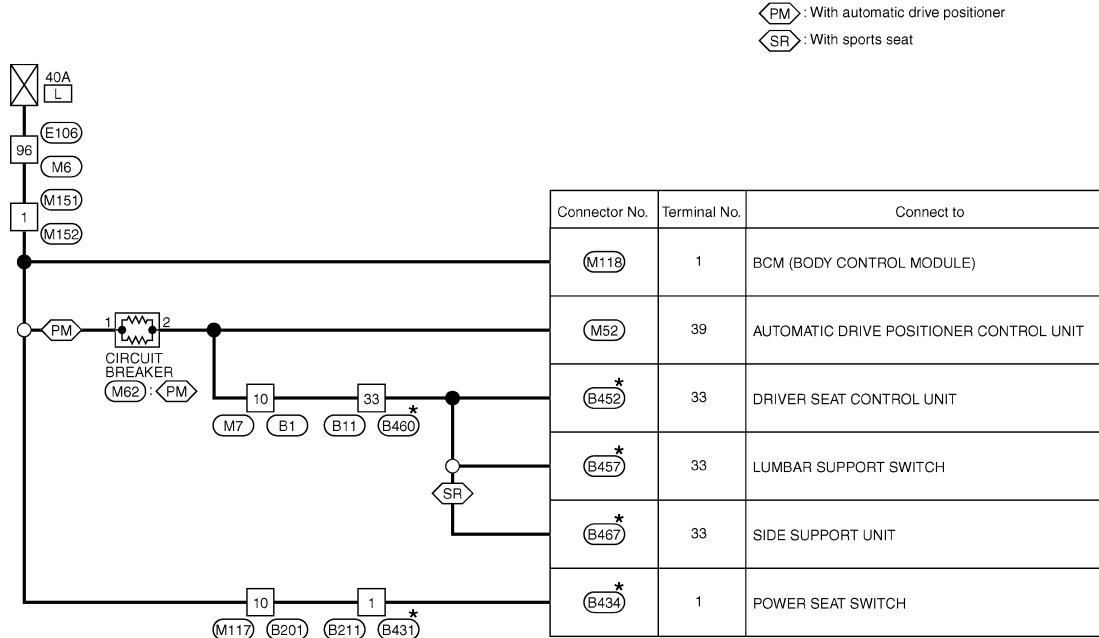 PM : With automatic drive positioner
SR : With sports seat
40A
L
E106
96
M6
M151
1
M152
Connector No. Terminal No. Connect to
M118 1 BCM (BODY CONTROL MODULE)
PM 1 2 M52 39 AUTOMATIC DRIVE POSITIONER CONTROL UNIT
CIRCUIT
BREAKER
M62 : PM
10 33 B452* 33 DRIVER SEAT CONTROL UNIT
M7 B1 B11 B460*
B457* 33 LUMBAR SUPPORT SWITCH
SR
B467* 33 SIDE SUPPORT UNIT
10 1 B434* 1 POWER SEAT SWITCH
M117 B201 B211 B431*